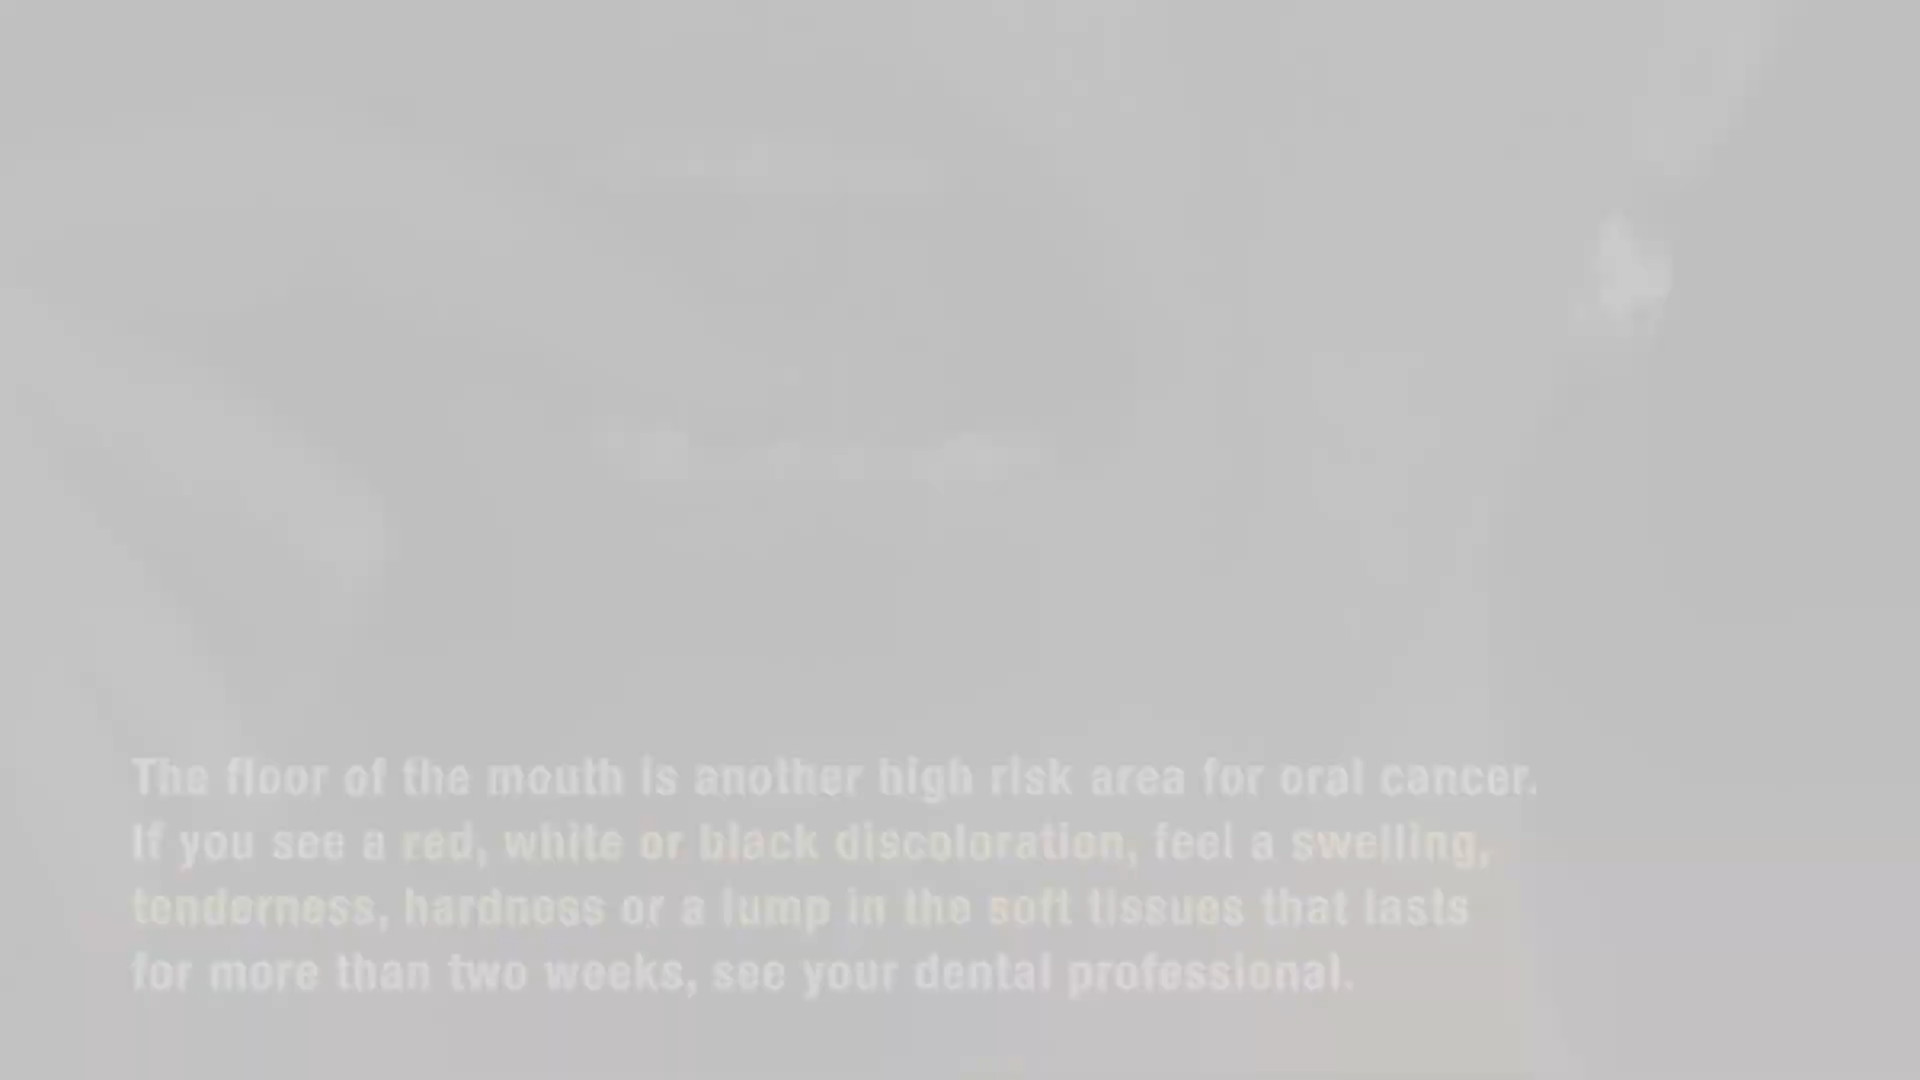 The floor of the mouth is another high risk area for oral cancer.
If you see a red, white or black discoloration, feel a swelling,
tenderness, hardness or a lump in the soft tissues that lasts
for more than two weeks, see your dental professional.